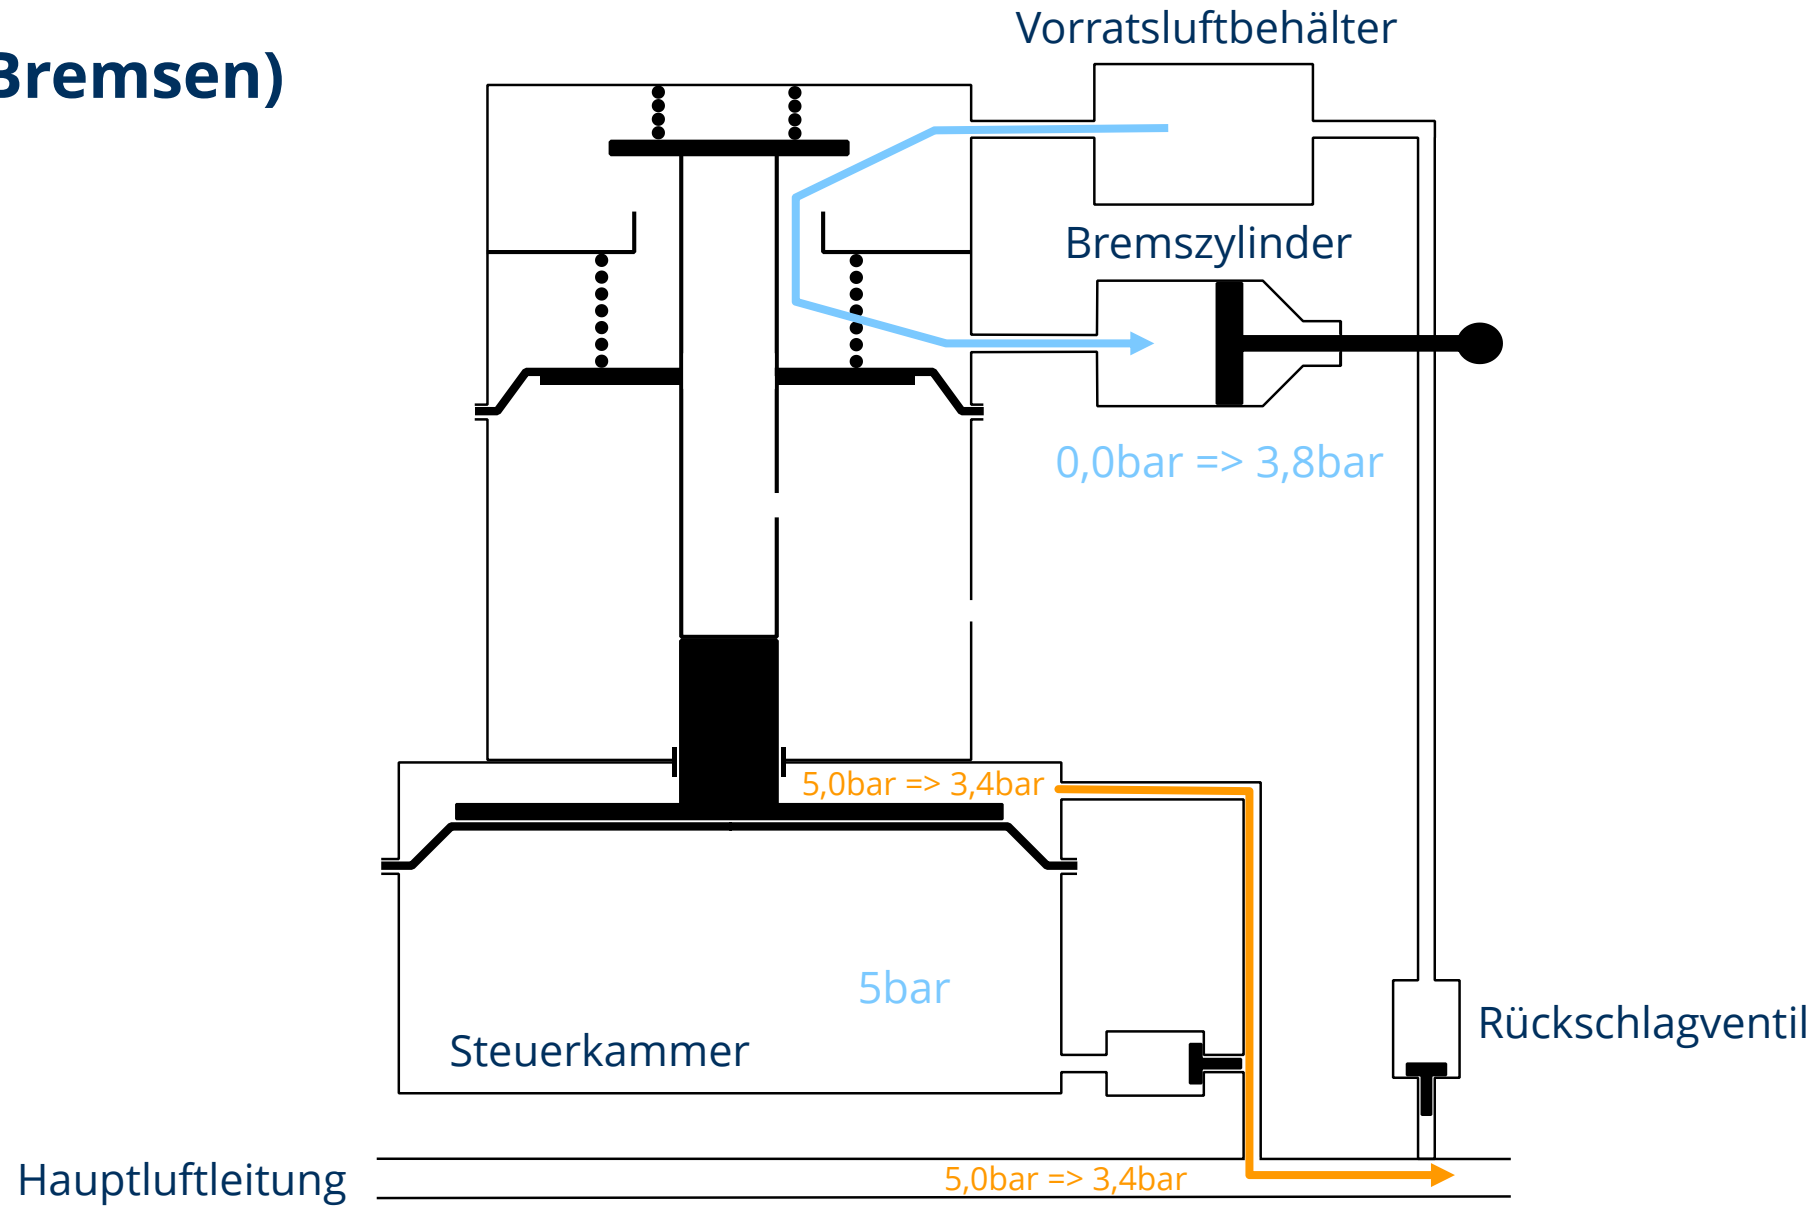 Bremsen)
Vorratsluftbehälter
Bremszylinder
0,0bar => 3,8bar
5,0bar => 3,4bar
5bar
Steuerkammer
Rückschlagventil
Hauptluftleitung
5,0bar => 3,4bar